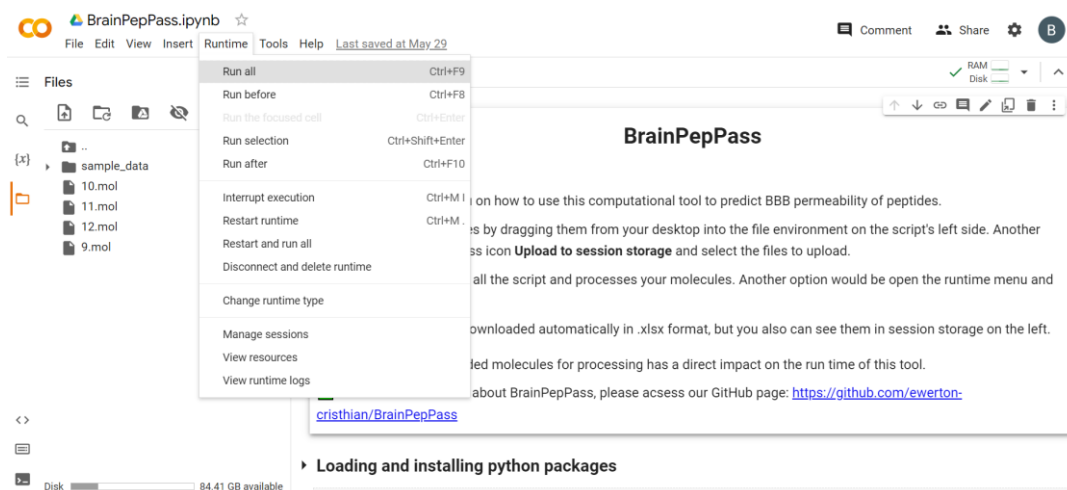 BrainPepPass.ipynb
File Edit View Insert Runtime Tools Help Last saved at May 29
Comment Share B
Files
RAM
Disk
{x}
..
sample_data
10.mol
11.mol
12.mol
9.mol
Run all Ctrl+F9
Run before Ctrl+F8
Run the focused cell Ctrl+Enter
Run selection Ctrl+Shift+Enter
Run after Ctrl+F10
Interrupt execution Ctrl+M I
Restart runtime Ctrl+M .
Restart and run all
Disconnect and delete runtime
Change runtime type
Manage sessions
View resources
View runtime logs
BrainPepPass
on how to use this computational tool to predict BBB permeability of peptides.
by dragging them from your desktop into the file environment on the script's left side. Another
icon Upload to session storage and select the files to upload.
all the script and processes your molecules. Another option would be open the runtime menu and
ownloaded automatically in .xlsx format, but you also can see them in session storage on the left.
ded molecules for processing has a direct impact on the run time of this tool.
about BrainPepPass, please acsess our GitHub page: https://github.com/ewerton-
cristhian/BrainPepPass
Loading and installing python packages
Disk 84.41 GB available